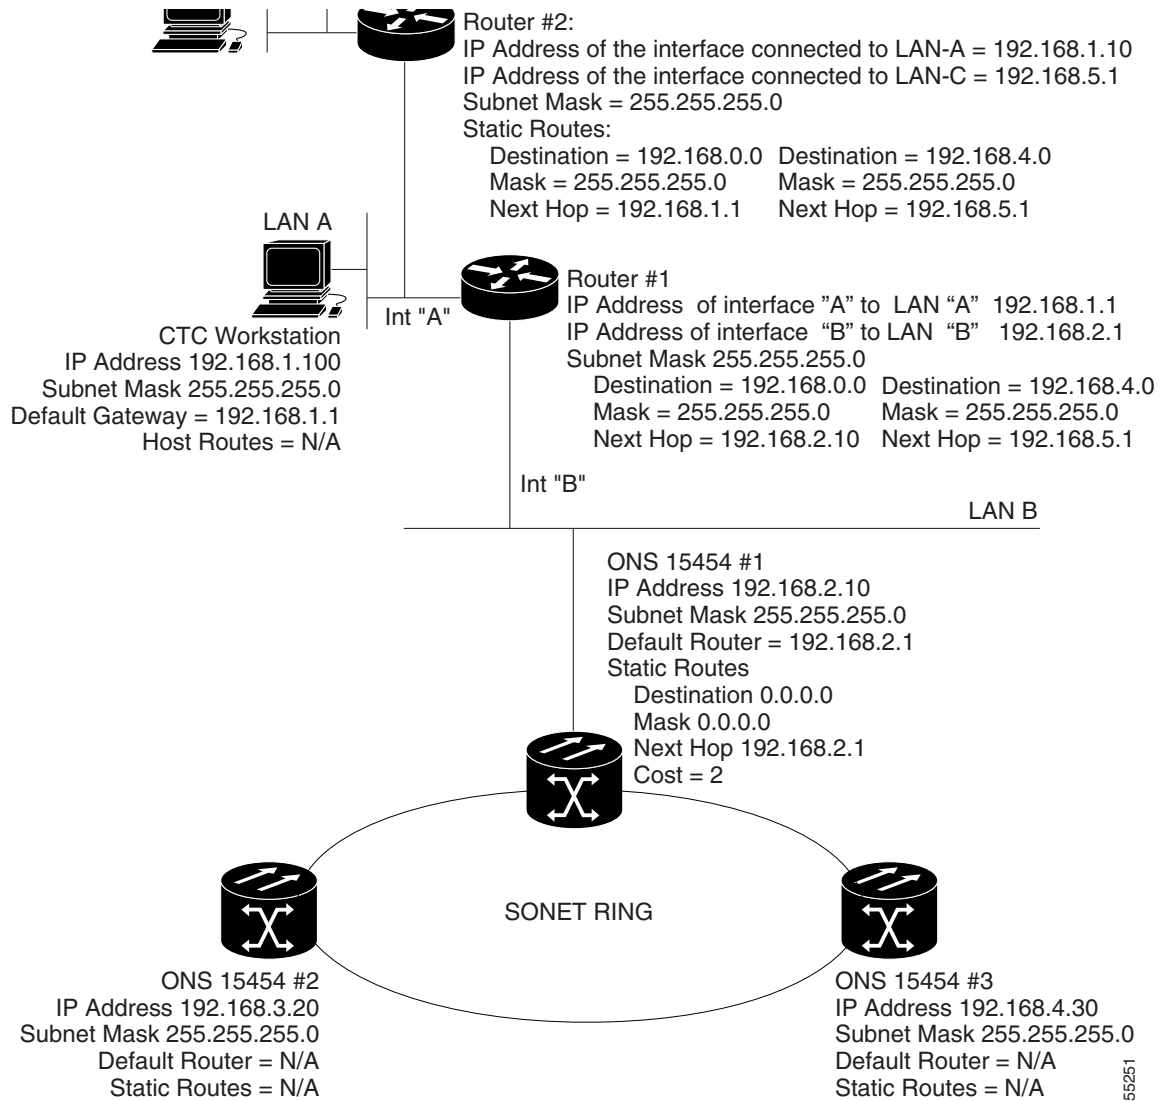 Router #2:
IP Address of the interface connected to LAN-A = 192.168.1.10
IP Address of the interface connected to LAN-C = 192.168.5.1
Subnet Mask = 255.255.255.0
Static Routes:
Destination = 192.168.0.0 Destination = 192.168.4.0
Mask = 255.255.255.0 Mask = 255.255.255.0
Next Hop = 192.168.1.1 Next Hop = 192.168.5.1
LAN A
Int "A"
CTC Workstation
IP Address 192.168.1.100
Subnet Mask 255.255.255.0
Default Gateway = 192.168.1.1
Host Routes = N/A
Router #1
IP Address of interface ”A” to LAN “A” 192.168.1.1
IP Address of interface “B” to LAN “B” 192.168.2.1
Subnet Mask 255.255.255.0
Destination = 192.168.0.0 Destination = 192.168.4.0
Mask = 255.255.255.0 Mask = 255.255.255.0
Next Hop = 192.168.2.10 Next Hop = 192.168.5.1
Int "B"
LAN B
ONS 15454 #1
IP Address 192.168.2.10
Subnet Mask 255.255.255.0
Default Router = 192.168.2.1
Static Routes
Destination 0.0.0.0
Mask 0.0.0.0
Next Hop 192.168.2.1
Cost = 2
SONET RING
ONS 15454 #2
IP Address 192.168.3.20
Subnet Mask 255.255.255.0
Default Router = N/A
Static Routes = N/A
ONS 15454 #3
IP Address 192.168.4.30
Subnet Mask 255.255.255.0
Default Router = N/A
Static Routes = N/A
55251